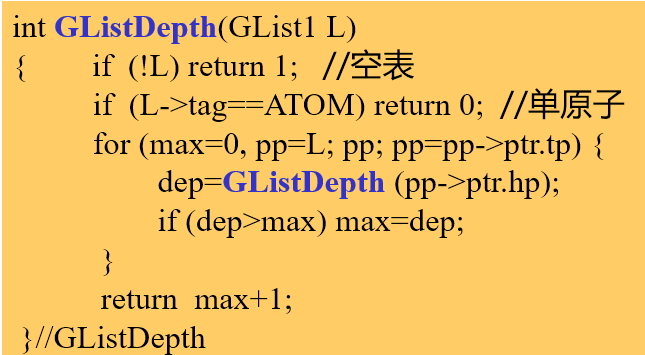 int GListDepth(GList1 L)
{ if (!L) return 1; //空表
if (L->tag==ATOM) return 0; //单原子
for (max=0, pp=L; pp; pp=pp->ptr.tp) {
dep=GListDepth (pp->ptr.hp);
if (dep>max) max=dep;
}
return max+1;
}//GListDepth